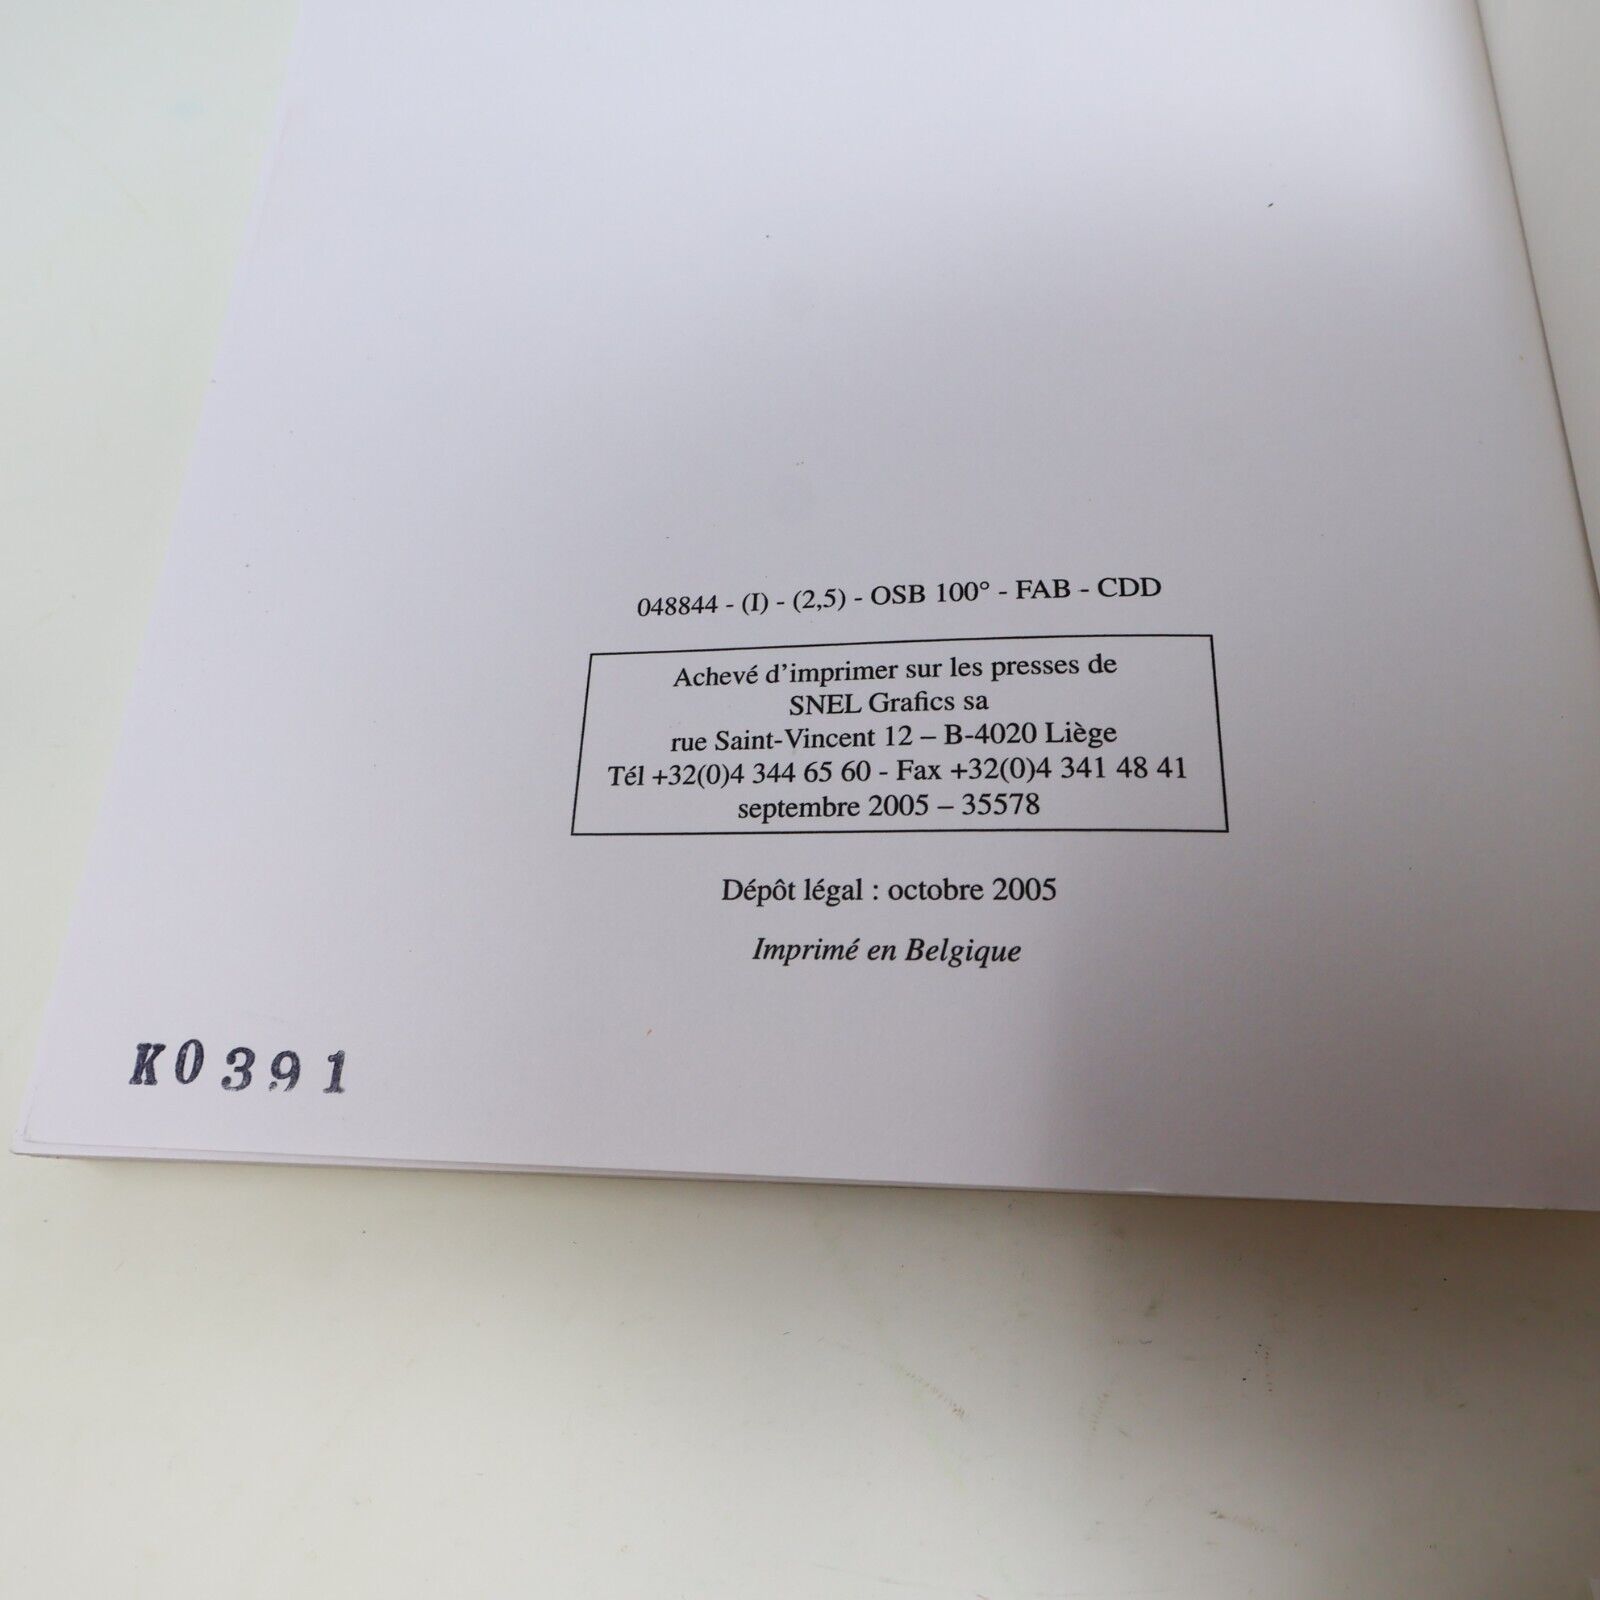 048844 - (I) - (2,5) - OSB 100° - FAB - CDD
Achevé d'imprimer sur les presses de
SNEL Grafics sa
rue Saint-Vincent 12 – B-4020 Liège
Tél +32(0)4 344 65 60 - Fax +32(0)4 341 48 41
septembre 2005 – 35578
Dépôt légal : octobre 2005
Imprimé en Belgique
K0391